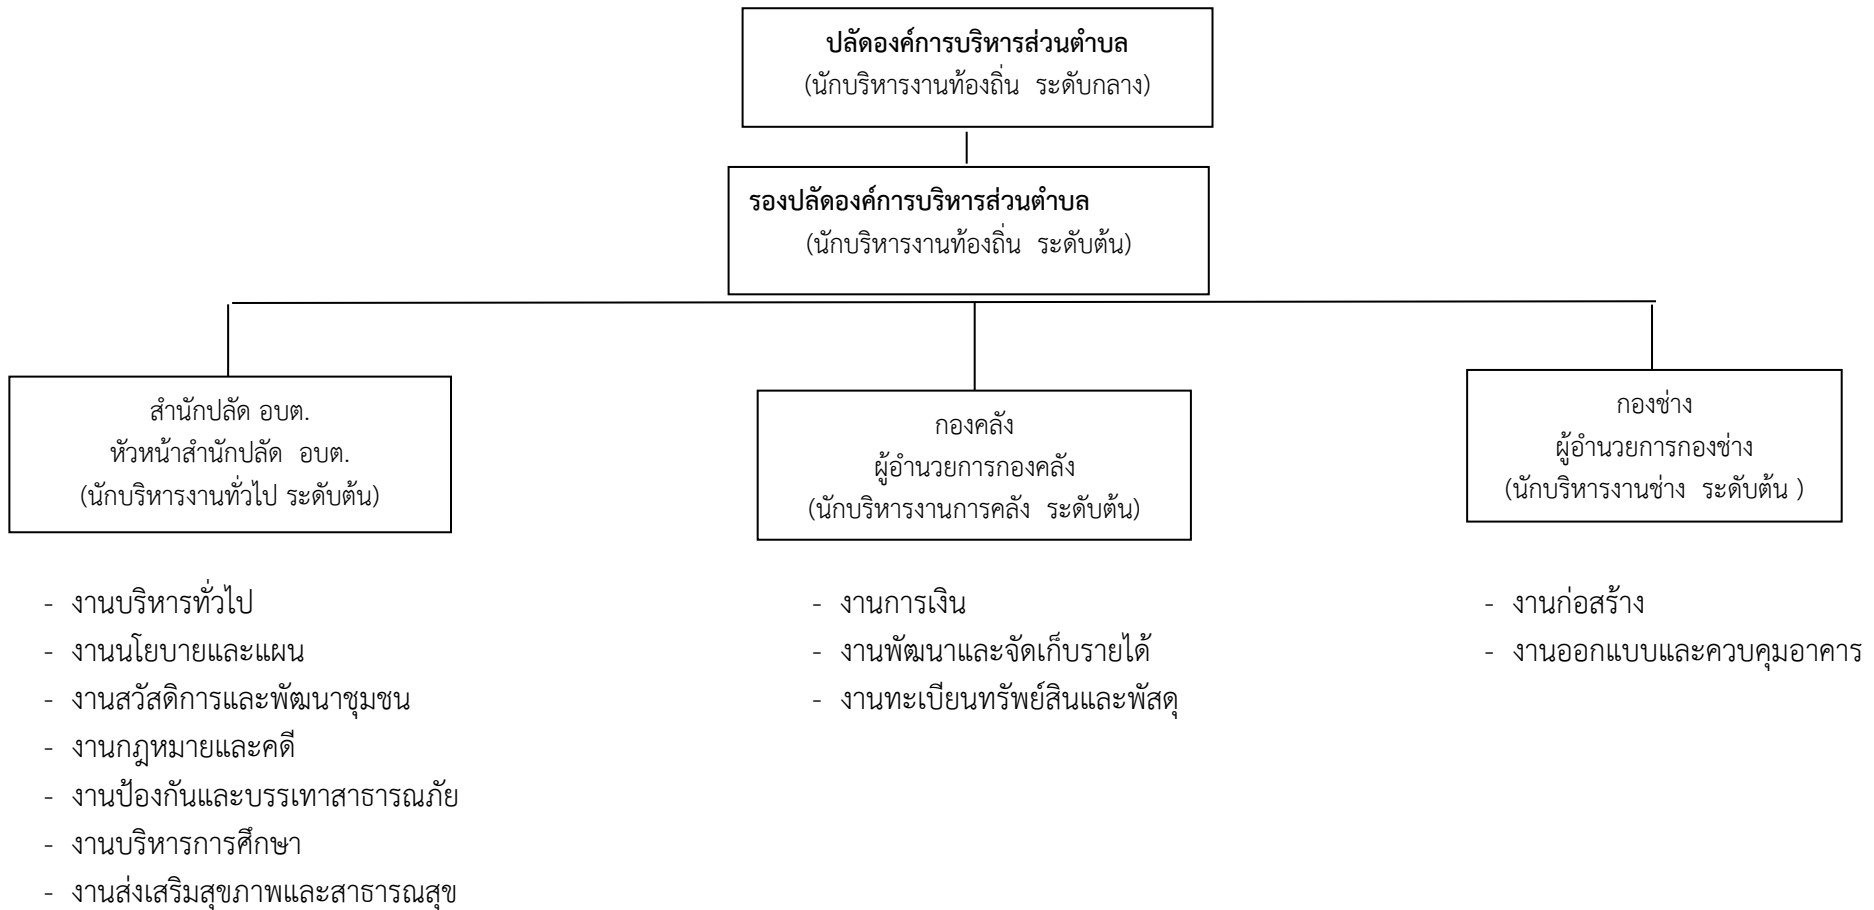 ปลัดองค์การบริหารส่วนตำบล
(นักบริหารงานท้องถิ่น ระดับกลาง)
รองปลัดองค์การบริหารส่วนตำบล
(นักบริหารงานท้องถิ่น ระดับต้น)
สำนักปลัด อบต.
หัวหน้าสำนักปลัด อบต.
(นักบริหารงานทั่วไป ระดับต้น)
กองคลัง
ผู้อำนวยการกองคลัง
(นักบริหารงานการคลัง ระดับต้น)
กองช่าง
ผู้อำนวยการกองช่าง
(นักบริหารงานช่าง ระดับต้น )
- งานบริหารทั่วไป
- งานนโยบายและแผน
- งานสวัสดิการและพัฒนาชุมชน
- งานกฎหมายและคดี
- งานป้องกันและบรรเทาสาธารณภัย
- งานบริหารการศึกษา
- งานส่งเสริมสุขภาพและสาธารณสุข
- งานการเงิน
- งานพัฒนาและจัดเก็บรายได้
- งานทะเบียนทรัพย์สินและพัสดุ
- งานก่อสร้าง
- งานออกแบบและควบคุมอาคาร